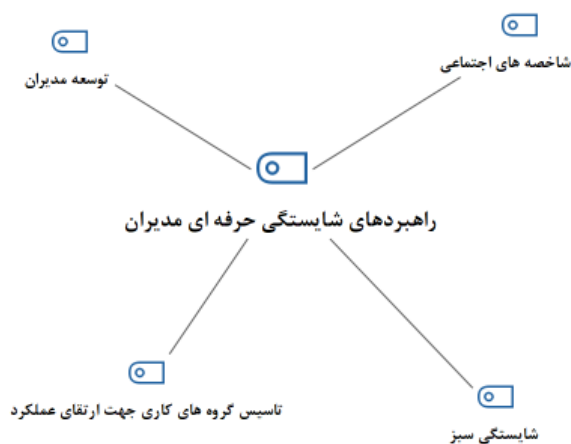 شاخصه های اجتماعی
توسعه مدیران
راهبردهای شایستگی حرفه ای مدیران
تاسیس گروه های کاری جهت ارتقای عملکرد
شایستگی سبز